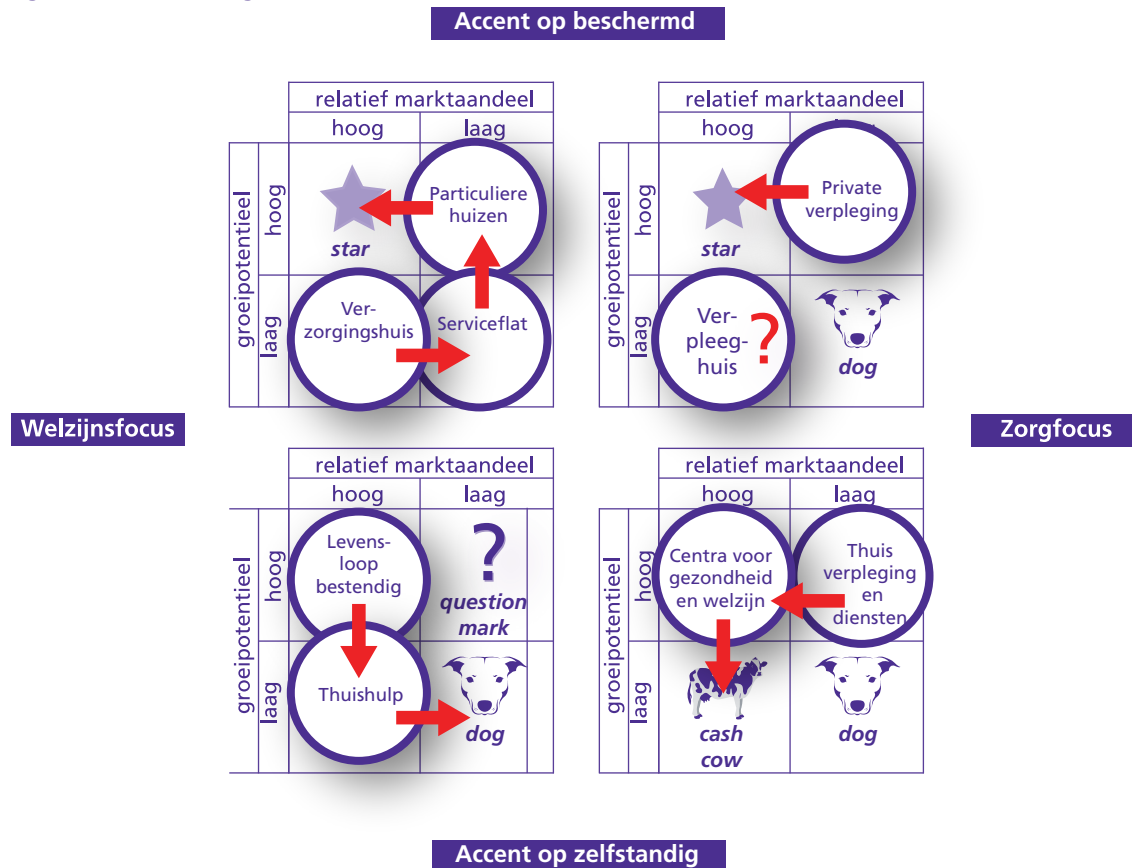 Accent op beschermd
relatief marktaandeel
hoog
laag
groeipotentieel
hoog
laag
star
Particuliere
huizen
Ver-
zorgingshuis
Serviceflat
relatief marktaandeel
hoog
laag
groeipotentieel
hoog
laag
star
Private
verpleging
Ver-
pleeg-
huis
?
dog
Welzijnsfocus
Zorgfocus
relatief marktaandeel
hoog
laag
groeipotentieel
hoog
laag
Levens-
loop
bestendig
?
question
mark
Thuishulp
dog
relatief marktaandeel
hoog
laag
groeipotentieel
hoog
laag
Centra voor
gezondheid
en welzijn
Thuis
verpleging
en
diensten
cash
cow
dog
Accent op zelfstandig